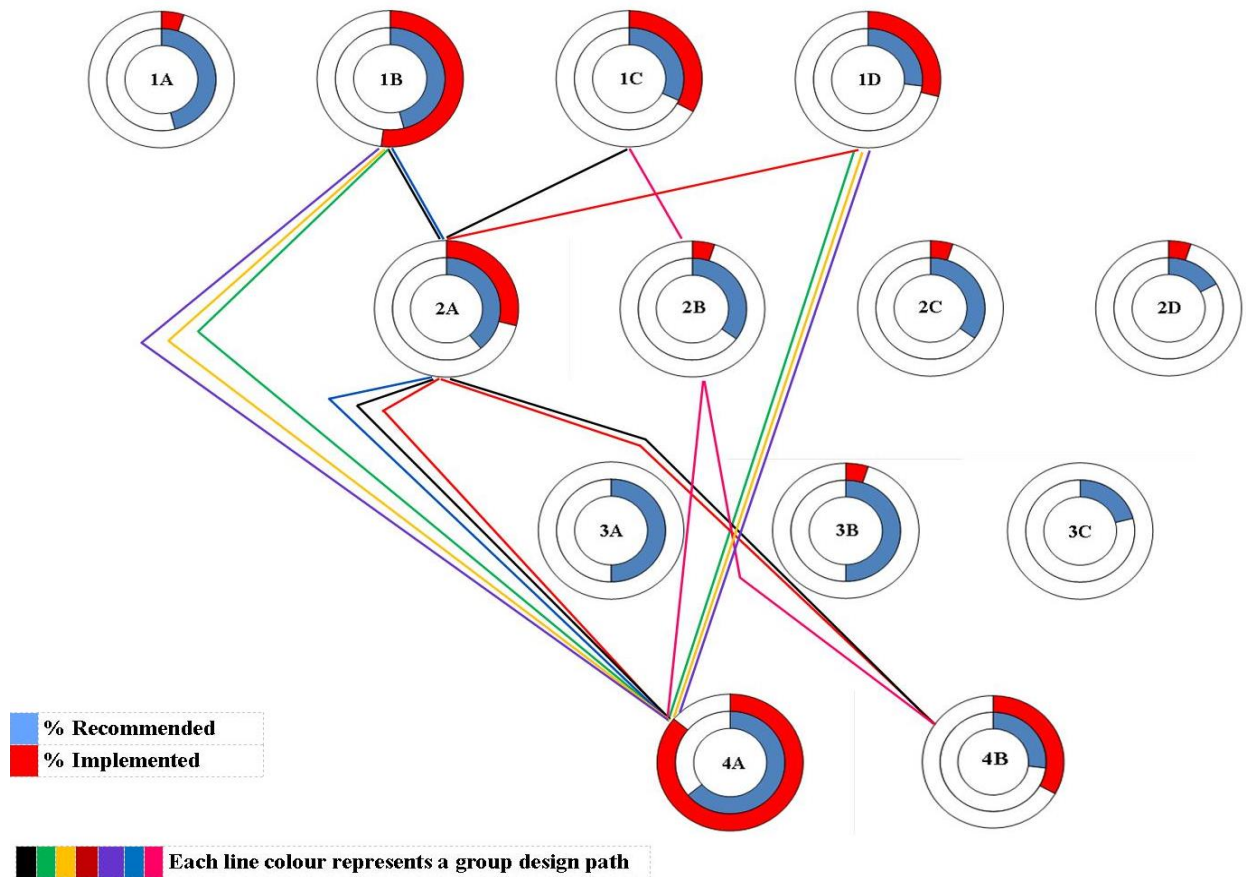 1A
1B
1C
1D
2A
2B
2C
2D
3A
3B
3C
4A
4B
% Recommended
% Implemented
Each line colour represents a group design path